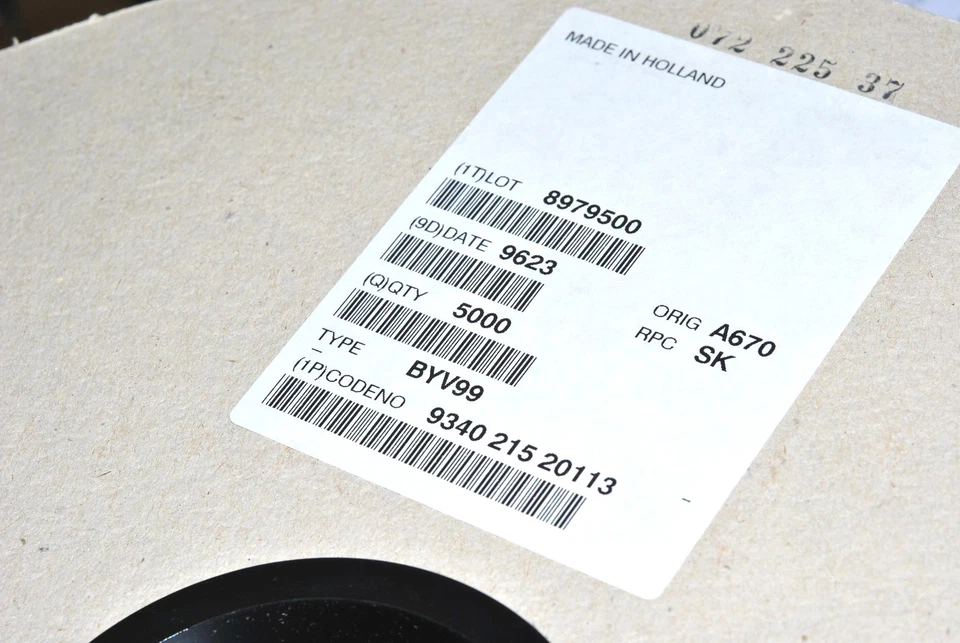 072 225 37
MADE IN HOLLAND
(1T)LOT 8979500
(9D)DATE 9623
(Q)QTY 5000
ORIG A670
RPC SK
TYPE BYV99
(1P)CODENO 9340 215 20113